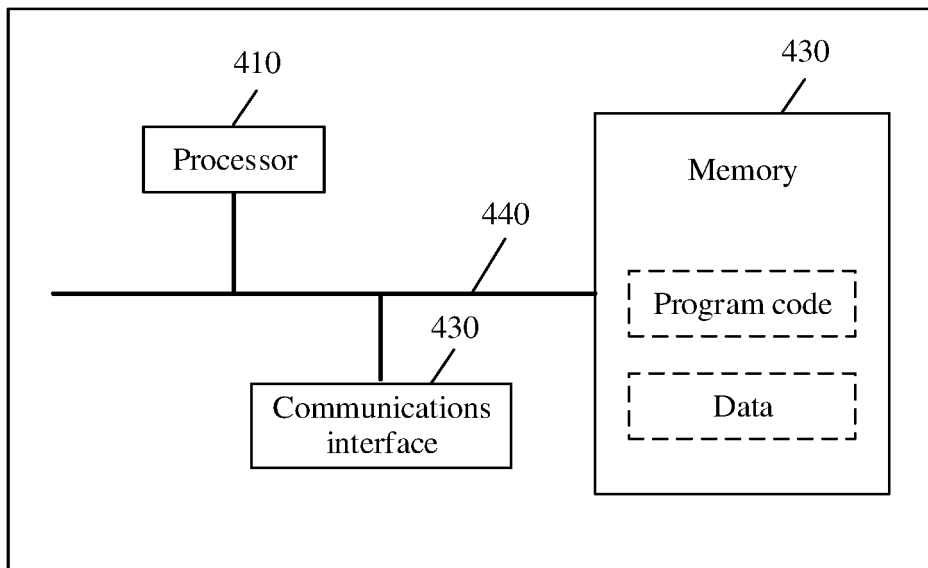 410
Processor
430
Memory
440
Program code
430
Communications
interface
Data